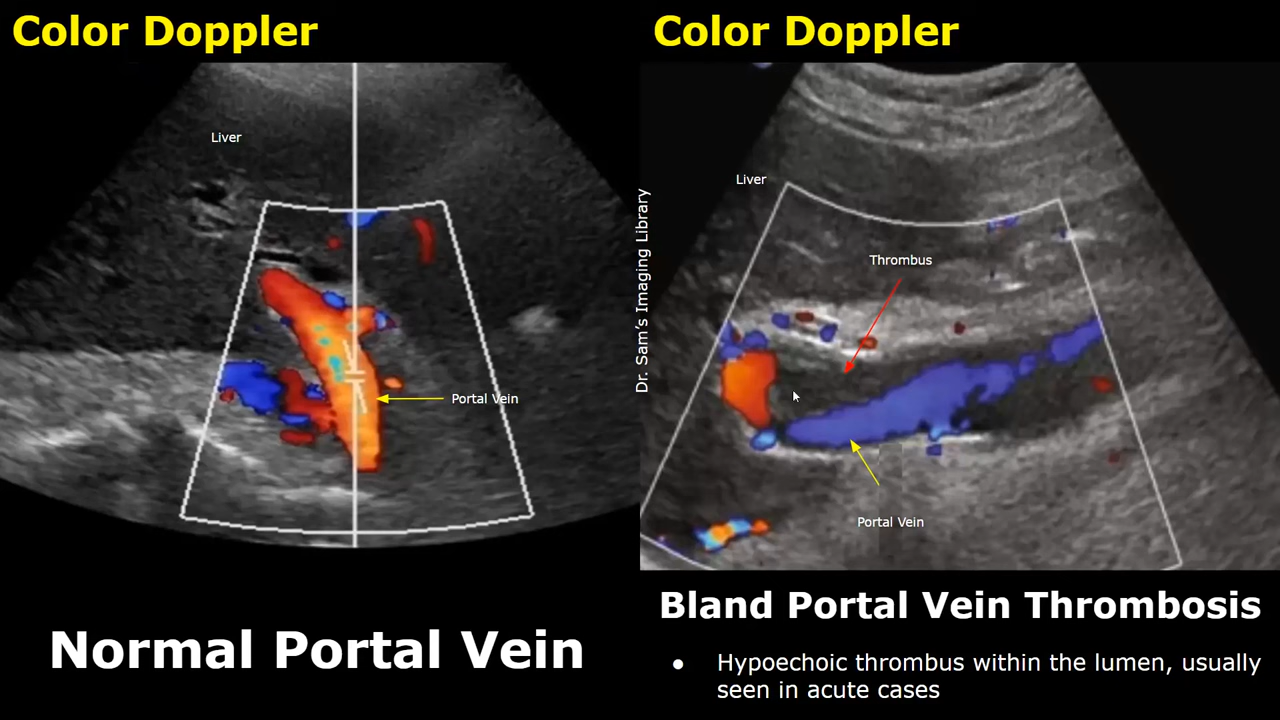 Color Doppler
Liver
Portal Vein
Normal Portal Vein
Dr. Sam's Imaging Library
Color Doppler
Liver
Thrombus
Portal Vein
Bland Portal Vein Thrombosis
• Hypoechoic thrombus within the lumen, usually
seen in acute cases